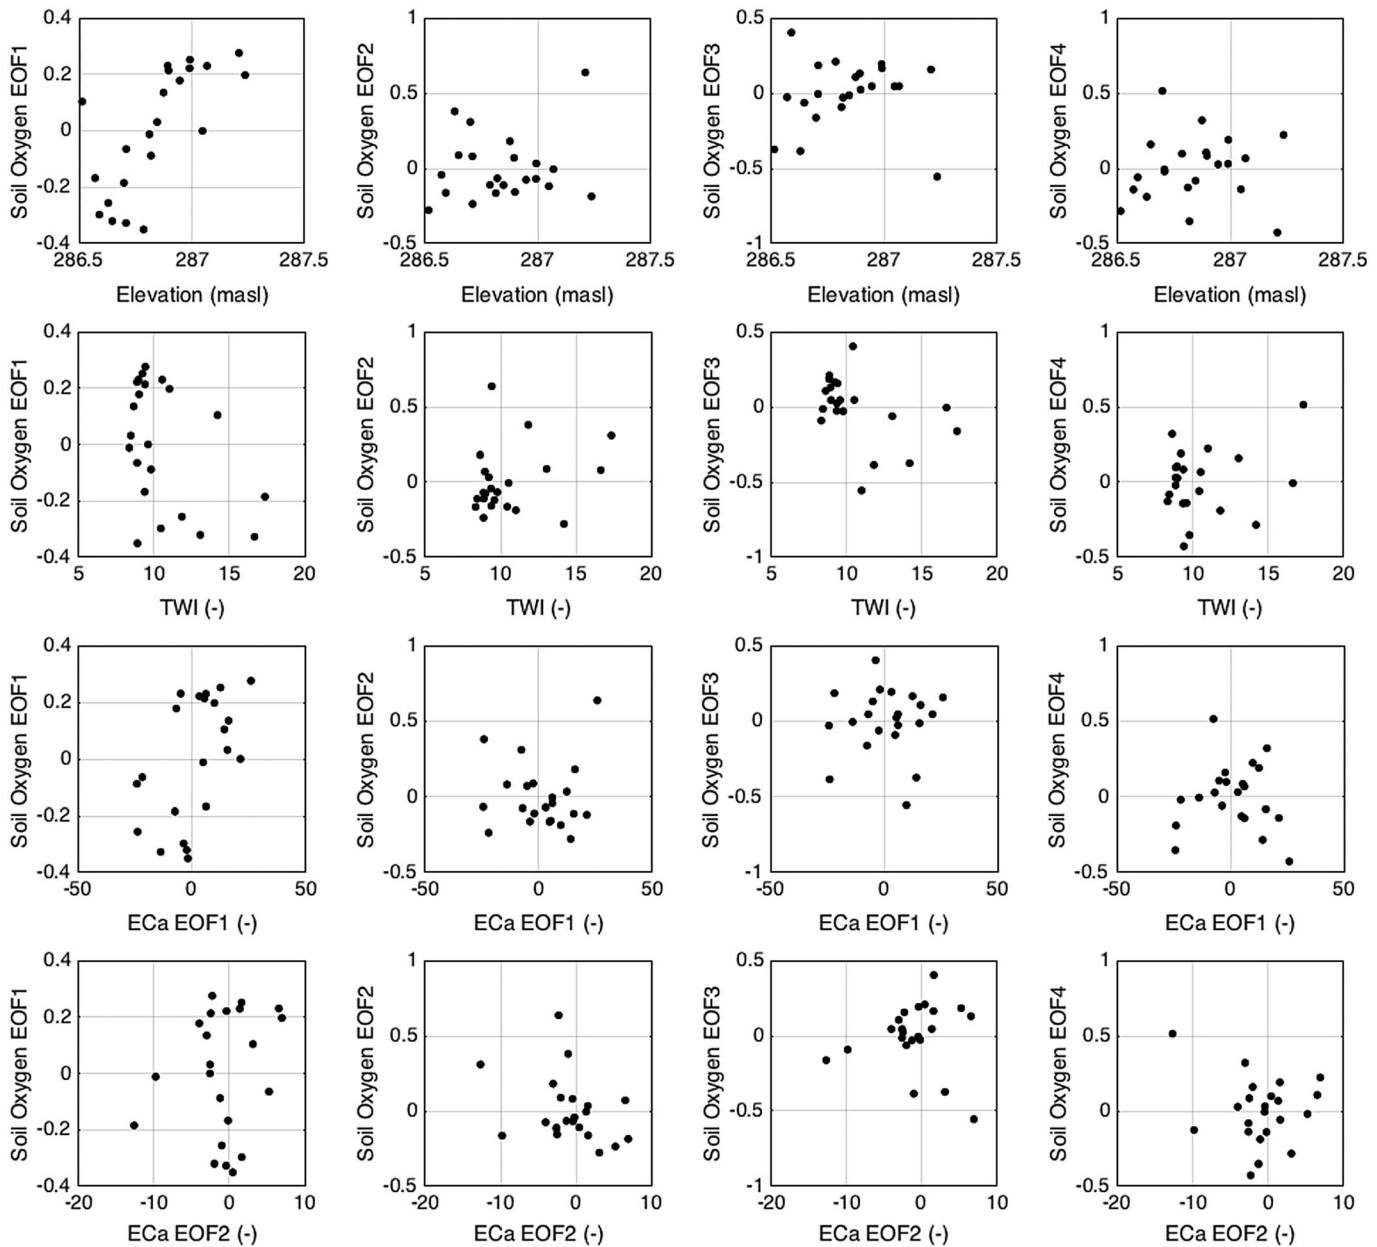 0.4 1 0.5 1
Soil Oxygen EOF1 Soil Oxygen EOF2 Soil Oxygen EOF3 Soil Oxygen EOF4
0.2 0.5 0 0.5
0 0 -0.5 0
-0.2
-0.4 -0.5 -1 -0.5
286.5 287 287.5 286.5 287 287.5 286.5 287 287.5 286.5 287 287.5
Elevation (masl) Elevation (masl) Elevation (masl) Elevation (masl)
0.4 1 0.5 1
Soil Oxygen EOF1 Soil Oxygen EOF2 Soil Oxygen EOF3 Soil Oxygen EOF4
0.2 0.5 0 0.5
0 0 -0.5 0
-0.2
-0.4 -0.5 -1 -0.5
5 10 15 20 5 10 15 20 5 10 15 20 5 10 15 20
TWI (-) TWI (-) TWI (-) TWI (-)
0.4 1 0.5 1
Soil Oxygen EOF1 Soil Oxygen EOF2 Soil Oxygen EOF3 Soil Oxygen EOF4
0.2 0.5 0 0.5
0 0 -0.5 0
-0.2
-0.4 -0.5 -1 -0.5
-50 0 50 -50 0 50 -50 0 50 -50 0 50
ECa EOF1 (-) ECa EOF1 (-) ECa EOF1 (-) ECa EOF1 (-)
0.4 1 0.5 1
Soil Oxygen EOF1 Soil Oxygen EOF2 Soil Oxygen EOF3 Soil Oxygen EOF4
0.2 0.5 0 0.5
0 0 -0.5 0
-0.2
-0.4 -0.5 -1 -0.5
-20 -10 0 10 -20 -10 0 10 -20 -10 0 10 -20 -10 0 10
ECa EOF2 (-) ECa EOF2 (-) ECa EOF2 (-) ECa EOF2 (-)